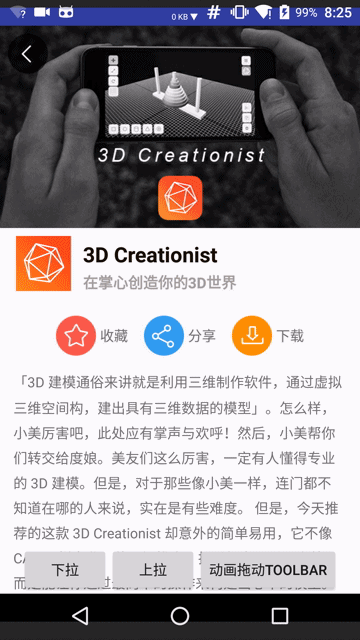 0 KB
99%
8:25
3D Creationist
3D Creationist
在掌心创造你的3D世界
收藏
分享
下载
「3D 建模通俗来讲就是利用三维制作软件，通过虚拟
三维空间构，建出具有三维数据的模型」。怎么样，
小美厉害吧，此处应有掌声与欢呼！然后，小美帮你
们转交给度娘。美友们这么厉害，一定有人懂得专业
的 3D 建模。但是，对于那些像小美一样，连门都不
知道在哪的人来说，实在是有些难度。 但是，今天推
荐的这款 3D Creationist 却意外的简单易用，它不像
下拉
上拉
动画拖动TOOLBAR